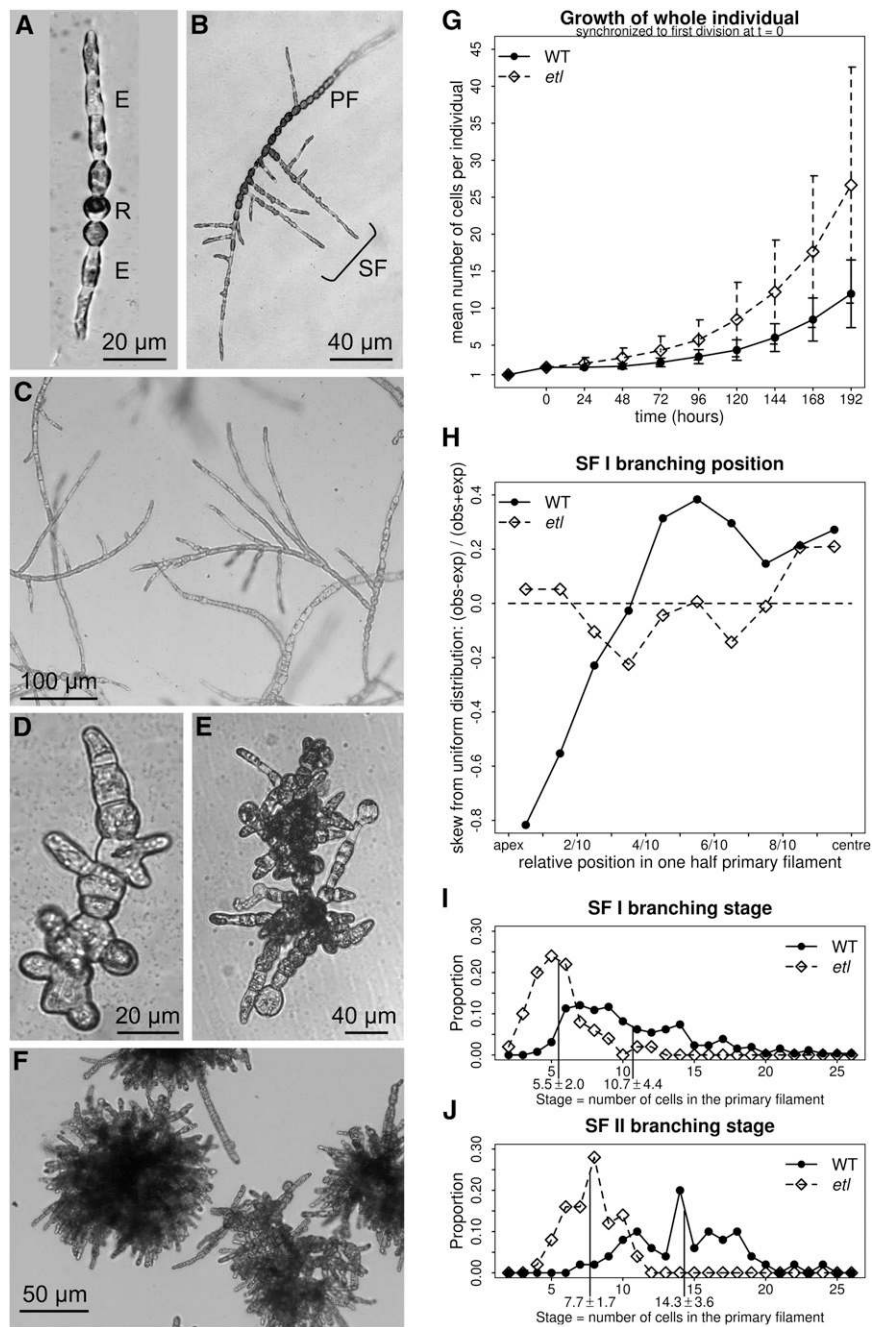 A
E
R
E
20 µm
B
PF
SF
40 µm
C
100 µm
D
20 µm
E
40 µm
F
50 µm
G
Growth of whole individual
synchronized to first division at t = 0
WT
etl
mean number of cells per individual
45
40
35
30
25
20
15
10
5
1
0 24 48 72 96 120 144 168 192
time (hours)
H
SF I branching position
WT
etl
skew from uniform distribution: (obs-exp) / (obs+exp)
0.4
0.2
0.0
-0.2
-0.4
-0.6
-0.8
apex 2/10 4/10 6/10 8/10 centre
relative position in one half primary filament
I
SF I branching stage
WT
etl
Proportion
0.30
0.20
0.10
0.00
5 10 15 20 25
5.5 ± 2.0 10.7 ± 4.4
Stage = number of cells in the primary filament
J
SF II branching stage
WT
etl
Proportion
0.30
0.20
0.10
0.00
5 10 15 20 25
7.7 ± 1.7 14.3 ± 3.6
Stage = number of cells in the primary filament